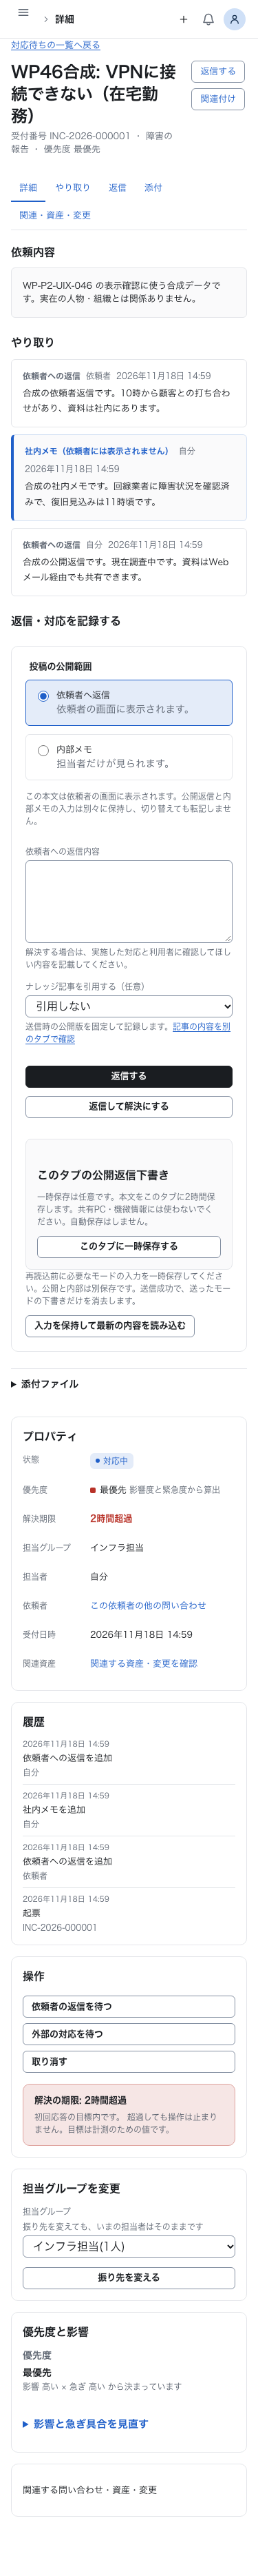 詳細
対応待ちの一覧へ戻る
WP46合成: VPNに接
続できない（在宅勤
務）
返信する
関連付け
受付番号 INC-2026-000001 ・ 障害の
報告 ・ 優先度 最優先
詳細 やり取り 返信 添付
関連・資産・変更
依頼内容
WP-P2-UIX-046 の表示確認に使う合成データで
す。実在の人物・組織とは関係ありません。
やり取り
依頼者への返信 依頼者 2026年11月18日 14:59
合成の依頼者返信です。10時から顧客との打ち合わ
せがあり、資料は社内にあります。
社内メモ（依頼者には表示されません） 自分
2026年11月18日 14:59
合成の社内メモです。回線業者に障害状況を確認済
みで、復旧見込みは11時頃です。
依頼者への返信 自分 2026年11月18日 14:59
合成の公開返信です。現在調査中です。資料はWeb
メール経由でも共有できます。
返信・対応を記録する
投稿の公開範囲
依頼者へ返信
依頼者の画面に表示されます。
内部メモ
担当者だけが見られます。
この本文は依頼者の画面に表示されます。公開返信と内
部メモの入力は別々に保持し、切り替えても転記しませ
ん。
依頼者への返信内容
解決する場合は、実施した対応と利用者に確認してほし
い内容を記載してください。
ナレッジ記事を引用する（任意）
引用しない
送信時の公開版を固定して記録します。記事の内容を別
のタブで確認
返信する
返信して解決にする
このタブの公開返信下書き
一時保存は任意です。本文をこのタブに2時間保
存します。共有PC・機微情報には使わないでく
ださい。自動保存はしません。
このタブに一時保存する
再読込前に必要なモードの入力を一時保存してくださ
い。公開と内部は別保存です。送信成功で、送ったモー
ドの下書きだけを消去します。
入力を保持して最新の内容を読み込む
添付ファイル
プロパティ
状態 対応中
優先度 最優先 影響度と緊急度から算出
解決期限 2時間超過
担当グループ インフラ担当
担当者 自分
依頼者 この依頼者の他の問い合わせ
受付日時 2026年11月18日 14:59
関連資産 関連する資産・変更を確認
履歴
2026年11月18日 14:59
依頼者への返信を追加
自分
2026年11月18日 14:59
社内メモを追加
自分
2026年11月18日 14:59
依頼者への返信を追加
依頼者
2026年11月18日 14:59
起票
INC-2026-000001
操作
依頼者の返信を待つ
外部の対応を待つ
取り消す
解決の期限: 2時間超過
初回応答の目標内です。 超過しても操作は止まり
ません。目標は計測のための値です。
担当グループを変更
担当グループ
振り先を変えても、いまの担当者はそのままです
インフラ担当(1人)
振り先を変える
優先度と影響
優先度
最優先
影響 高い × 急ぎ 高い から決まっています
影響と急ぎ具合を見直す
関連する問い合わせ・資産・変更